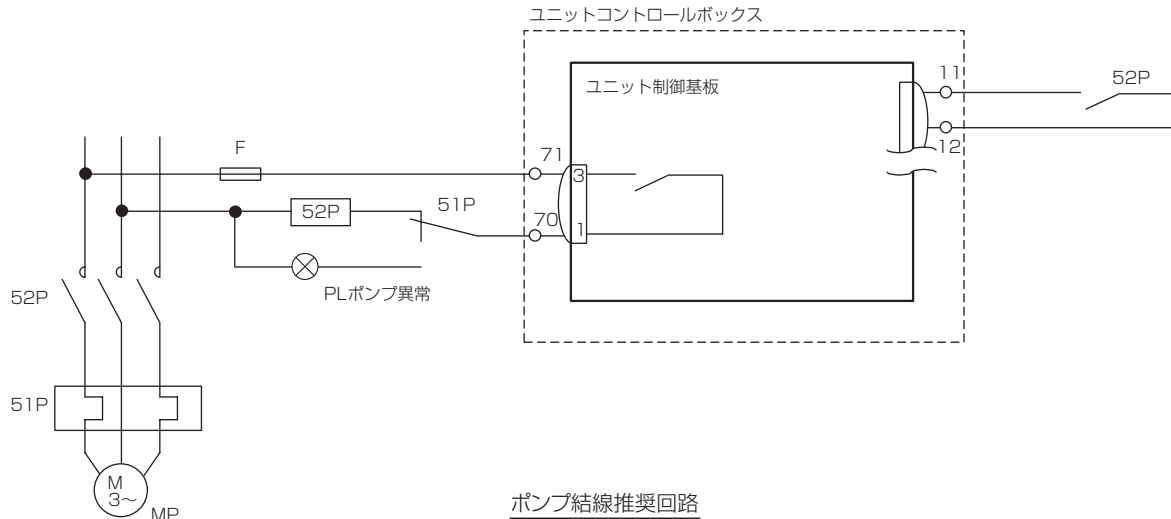 ユニットコントロールボックス
ユニット制御基板
11
52P
12
F
71
3
52P
51P
70
1
PLポンプ異常
52P
51P
M
3～
MP
ポンプ結線推奨回路